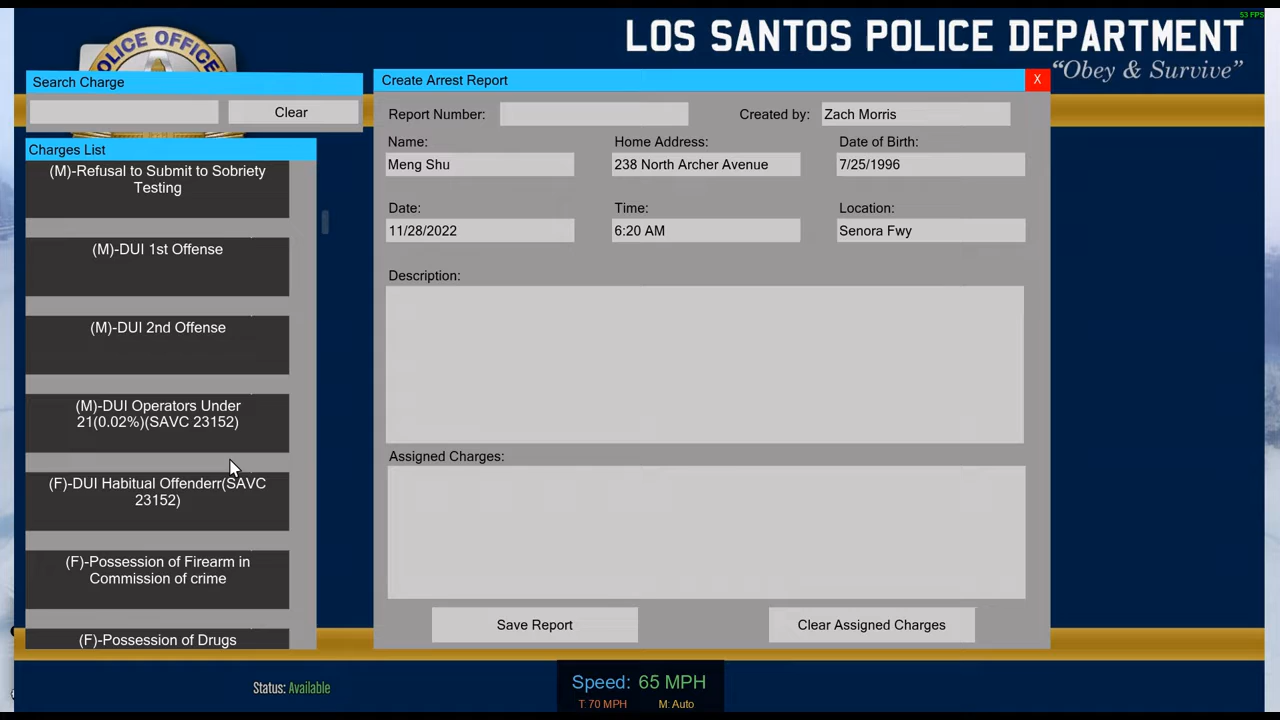 53 FPS
LOS SANTOS POLICE DEPARTMENT
"Obey & Survive"
POLICE OFFICER
Search Charge
Clear
Charges List
(M)-Refusal to Submit to Sobriety
Testing
(M)-DUI 1st Offense
(M)-DUI 2nd Offense
(M)-DUI Operators Under
21(0.02%)(SAVC 23152)
(F)-DUI Habitual Offenderr(SAVC
23152)
(F)-Possession of Firearm in
Commission of crime
(F)-Possession of Drugs
Create Arrest Report
X
Report Number:
Created by: Zach Morris
Name: Home Address: Date of Birth:
Meng Shu 238 North Archer Avenue 7/25/1996
Date: Time: Location:
11/28/2022 6:20 AM Senora Fwy
Description:
Assigned Charges:
Save Report
Clear Assigned Charges
Status: Available
Speed: 65 MPH
T: 70 MPH M: Auto